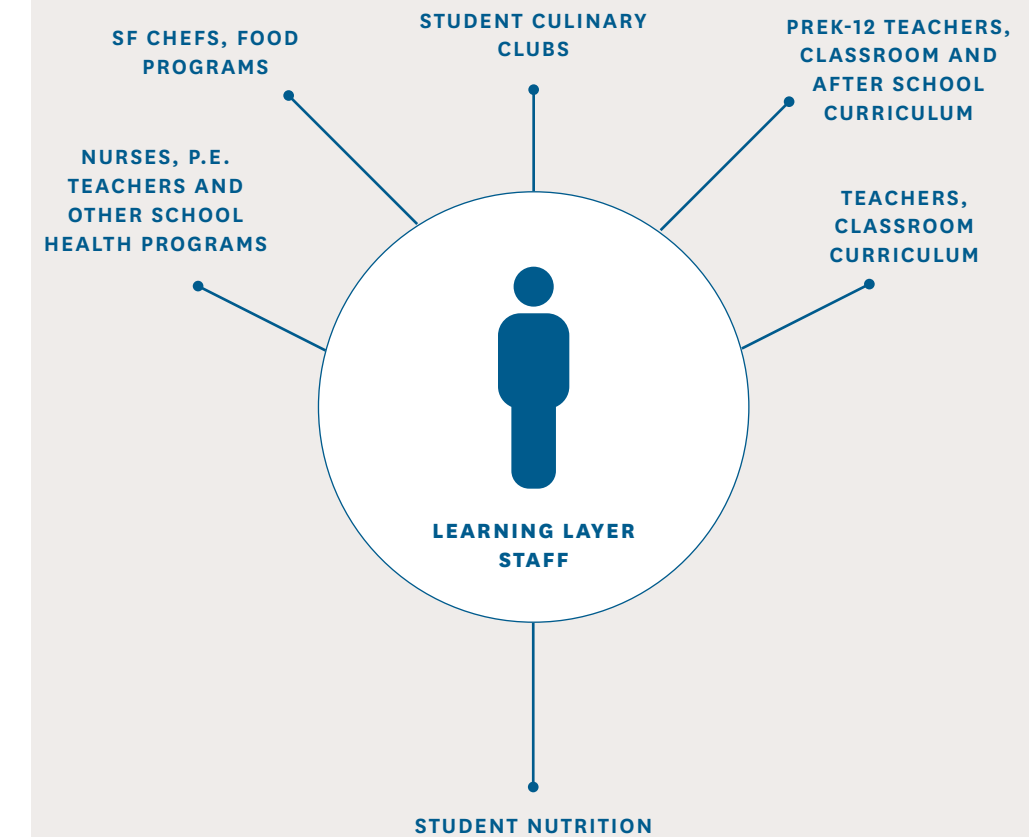 STUDENT CULINARY
CLUBS
SF CHEFS, FOOD
PROGRAMS
PREK-12 TEACHERS,
CLASSROOM AND
AFTER SCHOOL
CURRICULUM
NURSES, P.E.
TEACHERS AND
OTHER SCHOOL
HEALTH PROGRAMS
TEACHERS,
CLASSROOM
CURRICULUM
LEARNING LAYER
STAFF
STUDENT NUTRITION